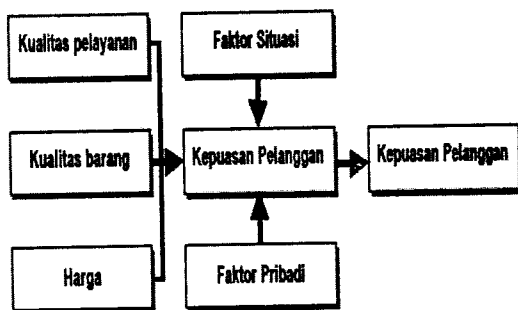 Kualitas pelayanan
Faktor Situasi
Kualitas barang
Kepuasan Pelanggan
Kepuasan Pelanggan
Harga
Faktor Pribadi